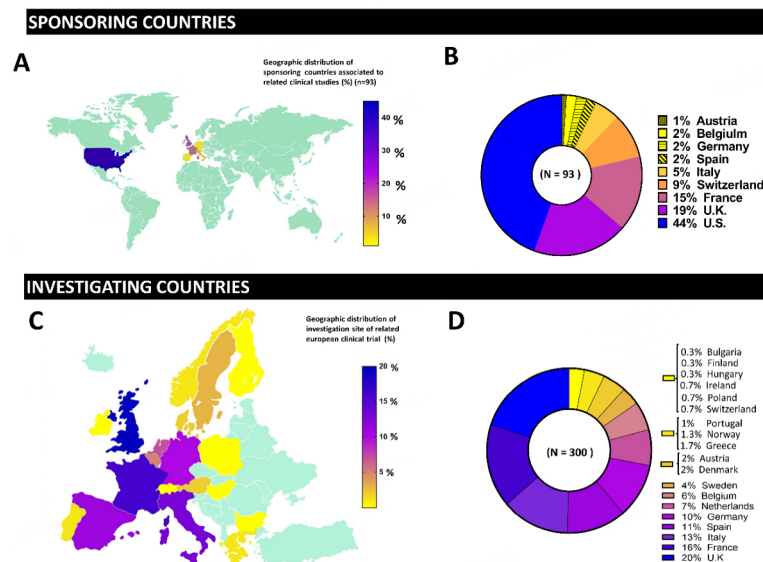 SPONSORING COUNTRIES
A
Geographic distribution of
sponsoring countries associated to
related clinical studies (%) (n=93)
40 %
30 %
20 %
10 %
B
(N = 93 )
1% Austria
2% Belgiulm
2% Germany
2% Spain
5% Italy
9% Switzerland
15% France
19% U.K.
44% U.S.
INVESTIGATING COUNTRIES
C
Geographic distribution of
investigation site of related
european clinical trial (%)
20 %
15 %
10 %
5 %
D
(N = 300 )
0.3% Bulgaria
0.3% Finland
0.3% Hungary
0.7% Ireland
0.7% Poland
0.7% Switzerland
1% Portugal
1.3% Norway
1.7% Greece
2% Austria
2% Denmark
4% Sweden
6% Belgium
7% Netherlands
10% Germany
11% Spain
13% Italy
16% France
20% U.K